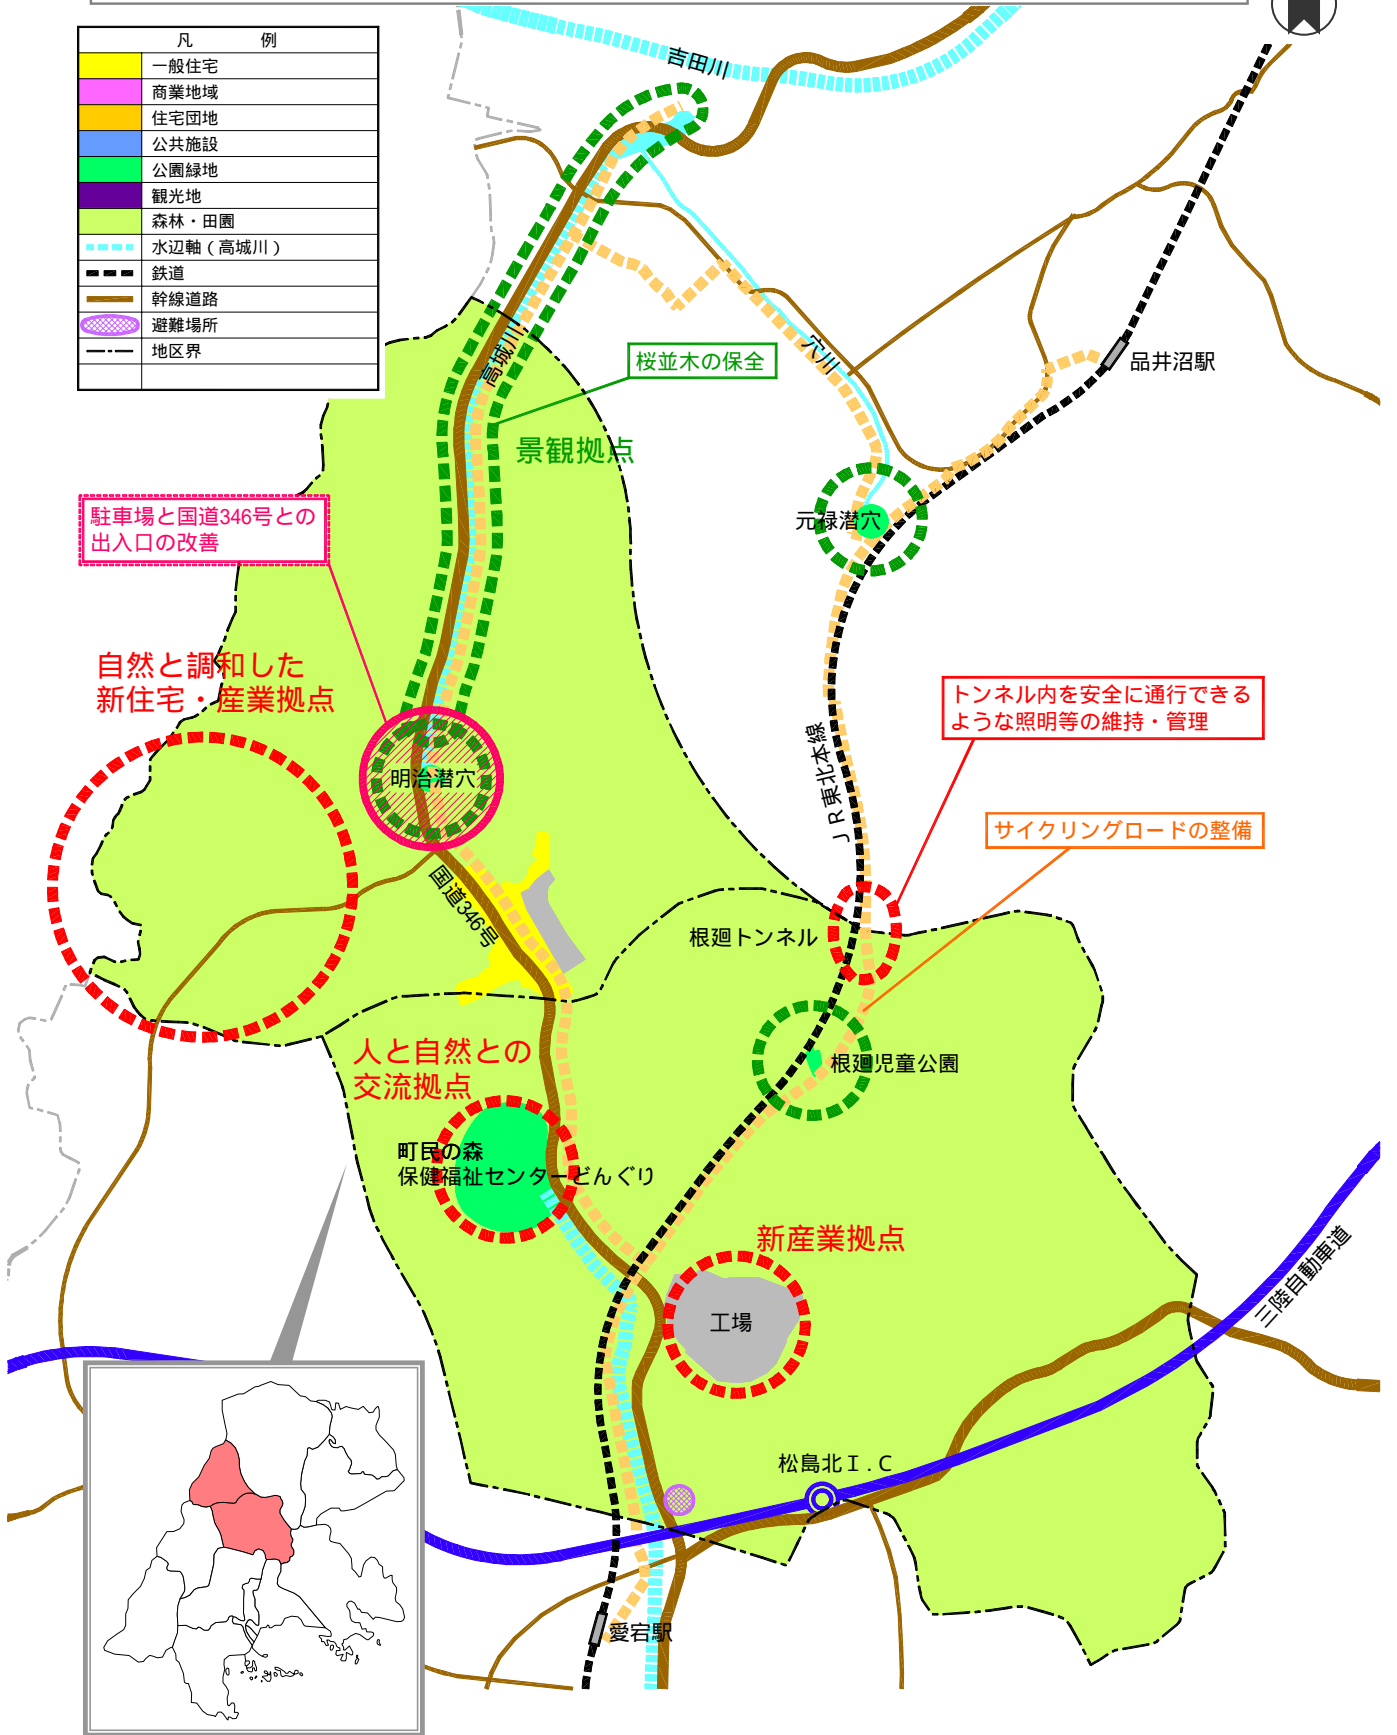 凡　例
一般住宅
商業地域
住宅団地
公共施設
公園緑地
観光地
森林・田園
水辺軸（高城川）
鉄道
幹線道路
避難場所
地区界
吉田川
高城川
桜並木の保全
景観拠点
穴川
品井沼駅
駐車場と国道346号との
出入口の改善
元禄潜穴
自然と調和した
新住宅・産業拠点
トンネル内を安全に通行できる
ような照明等の維持・管理
ＪＲ東北本線
明治潜穴
サイクリングロードの整備
国道346号
根廻トンネル
人と自然との
交流拠点
根廻児童公園
町民の森
保健福祉センターどんぐり
新産業拠点
三陸自動車道
工場
松島北Ｉ.Ｃ
愛宕駅